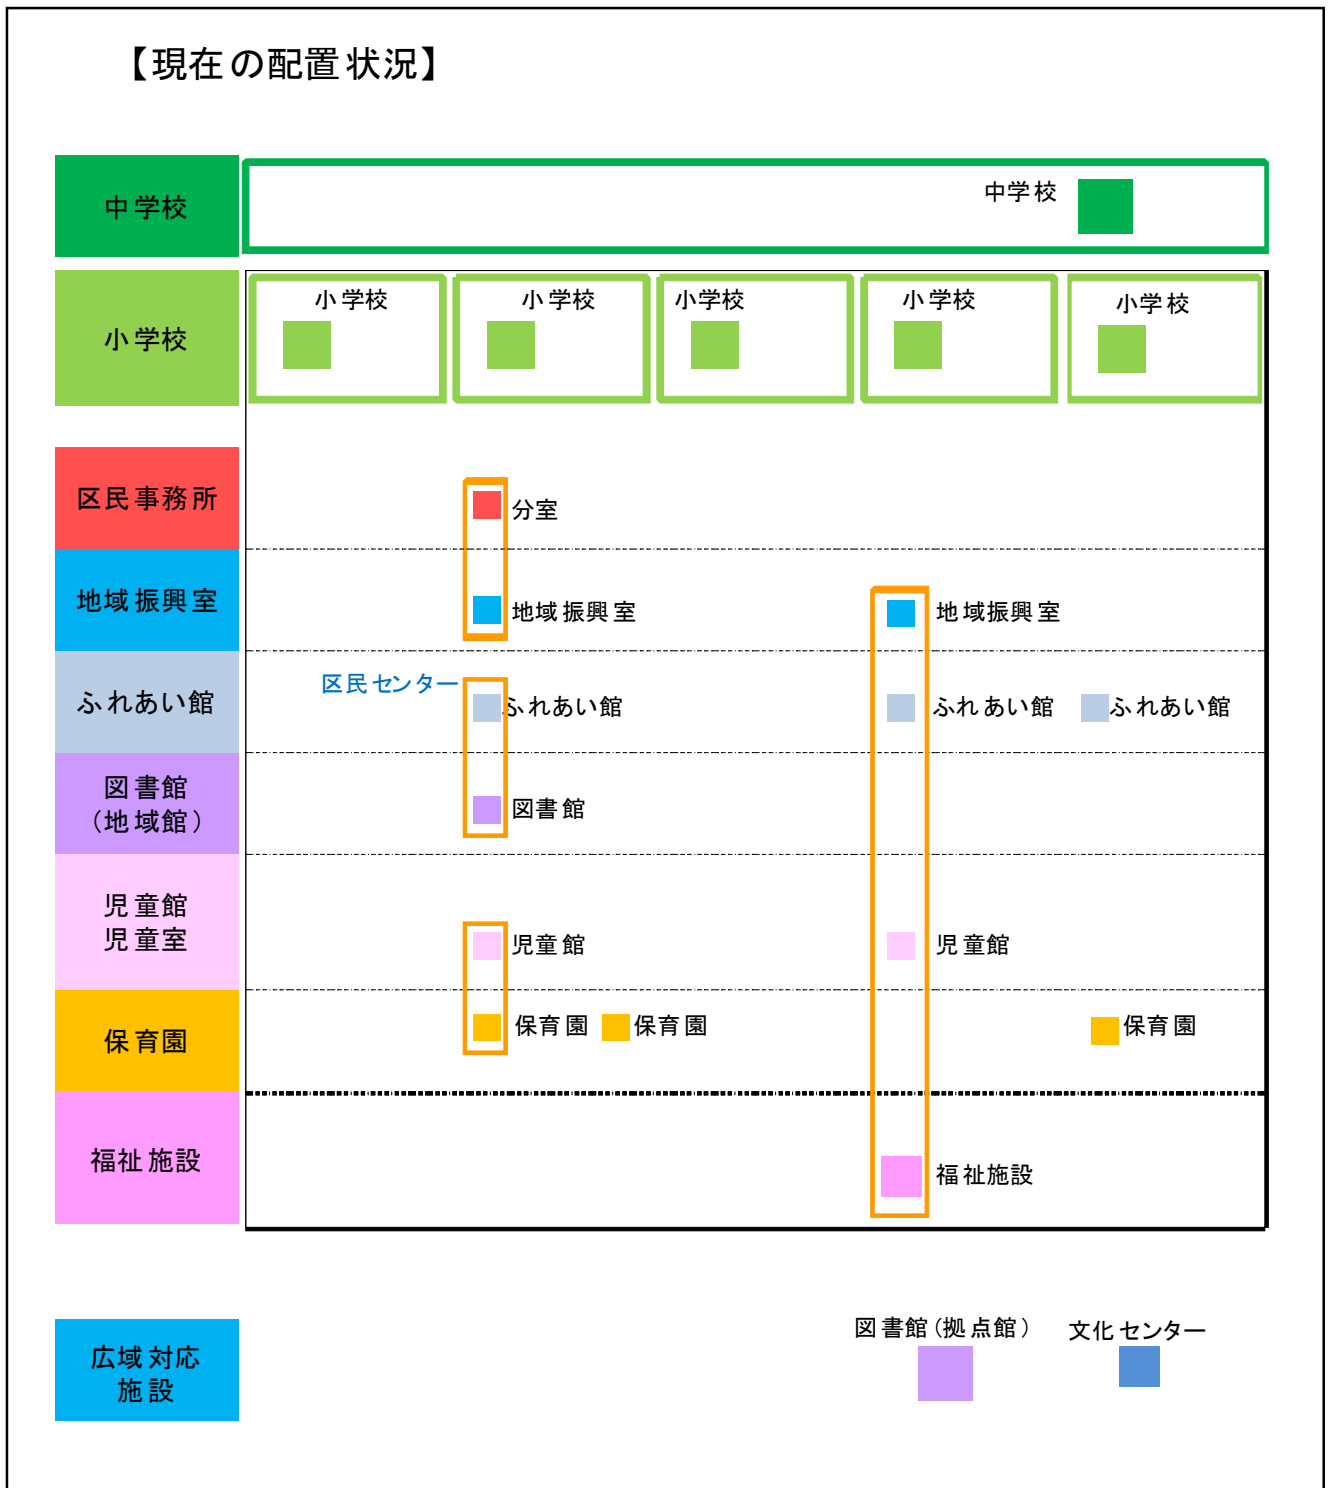 【現在の配置状況】
中学校
中学校
小学校
小学校
小学校
小学校
小学校
小学校
区民事務所
分室
地域振興室
地域振興室
地域振興室
区民センター
ふれあい館
ふれあい館
ふれあい館
ふれあい館
図書館
（地域館）
図書館
児童館
児童室
児童館
児童館
保育園
保育園
保育園
保育園
福祉施設
福祉施設
図書館（拠点館）
文化センター
広域対応
施設